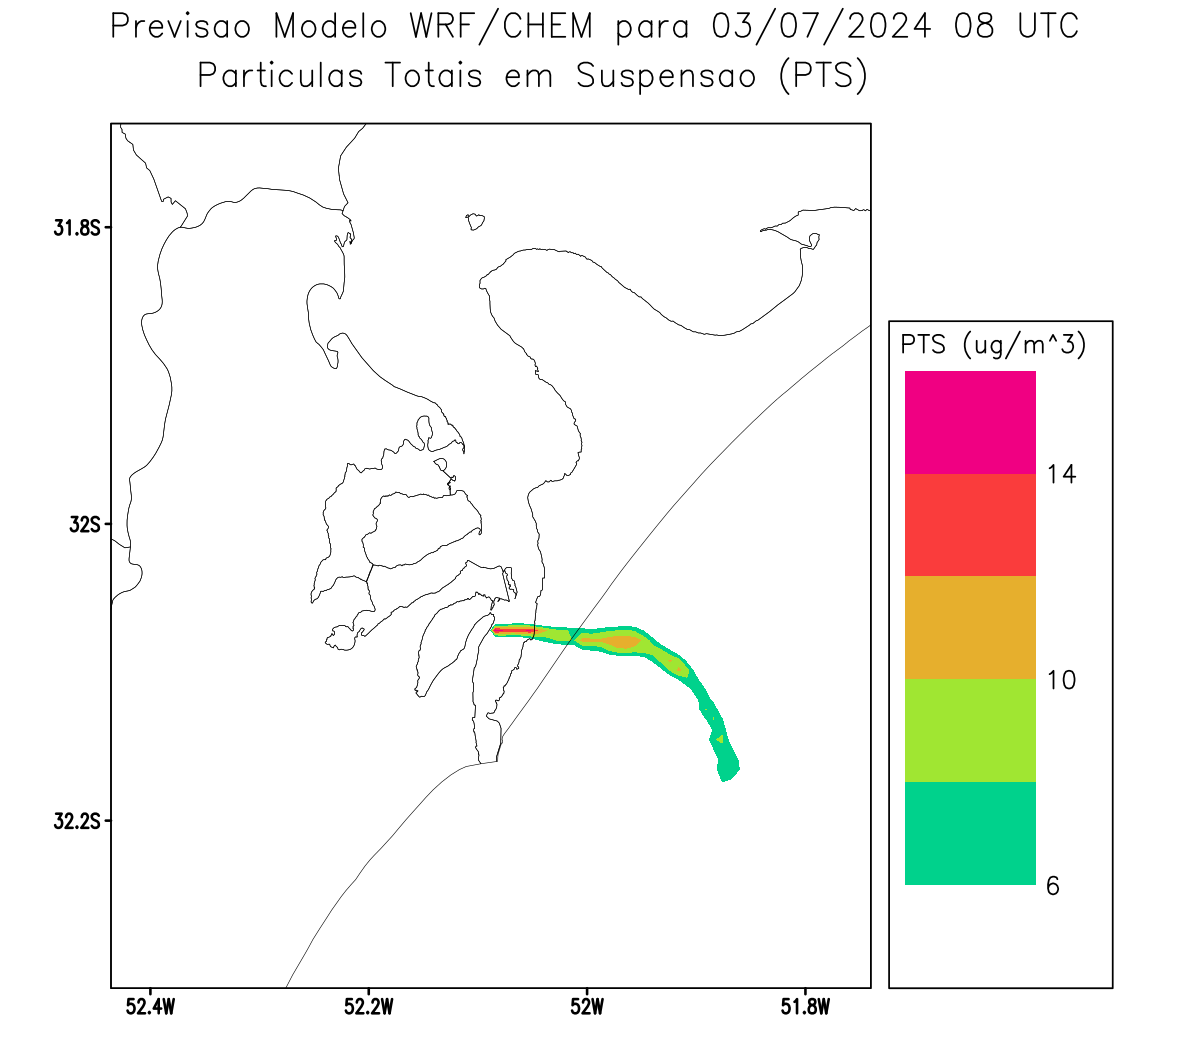 Previsao Modelo WRF/CHEM para 03/07/2024 08 UTC
Particulas Totais em Suspensao (PTS)
31.8S
32S
32.2S
52.4W
52.2W
52W
51.8W
PTS (ug/m^3)
14
10
6